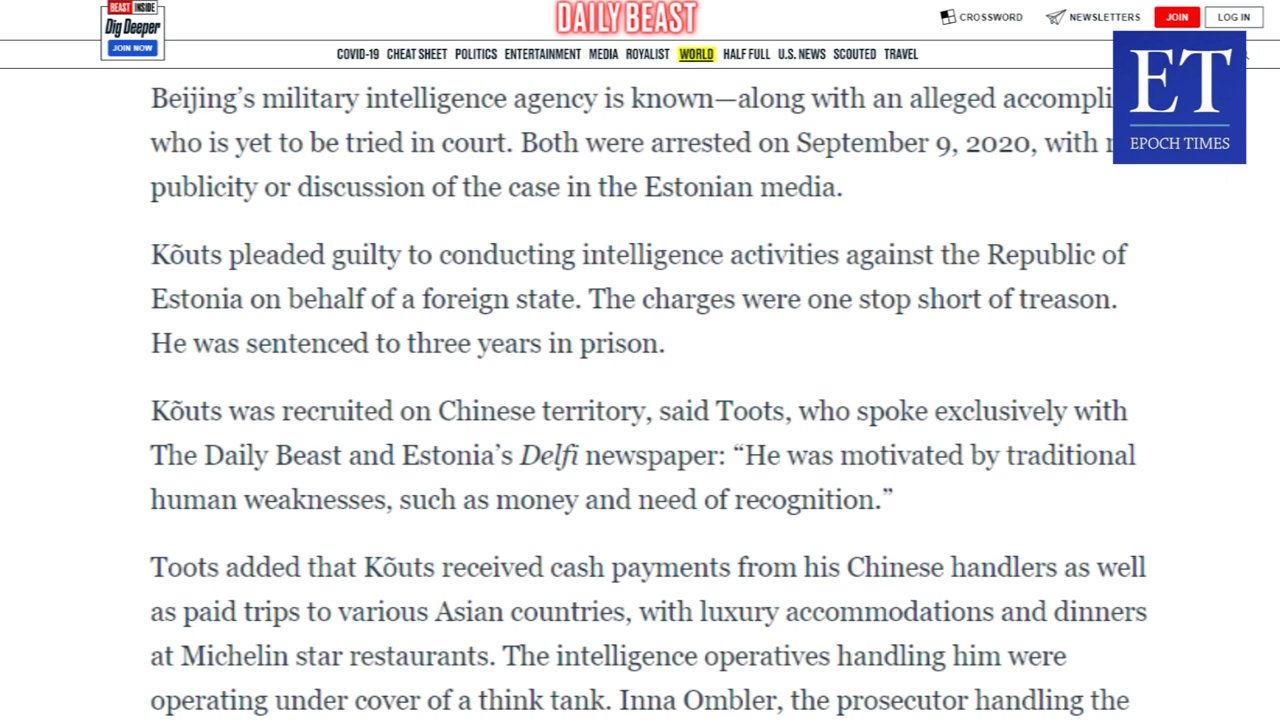 BEAST INSIDE
Dig Deeper
JOIN NOW
DAILY BEAST
CROSSWORD
NEWSLETTERS
JOIN
LOG IN
COVID-19 CHEAT SHEET POLITICS ENTERTAINMENT MEDIA ROYALIST WORLD HALF FULL U.S. NEWS SCOUTED TRAVEL
ET
EPOCH TIMES
Beijing’s military intelligence agency is known—along with an alleged
who is yet to be tried in court. Both were arrested on September 9, 2020, with
publicity or discussion of the case in the Estonian media.
Kõuts pleaded guilty to conducting intelligence activities against the Republic of
Estonia on behalf of a foreign state. The charges were one stop short of treason.
He was sentenced to three years in prison.
Kõuts was recruited on Chinese territory, said Toots, who spoke exclusively with
The Daily Beast and Estonia’s Delfi newspaper: “He was motivated by traditional
human weaknesses, such as money and need of recognition.”
Toots added that Kõuts received cash payments from his Chinese handlers as well
as paid trips to various Asian countries, with luxury accommodations and dinners
at Michelin star restaurants. The intelligence operatives handling him were
operating under cover of a think tank. Inna Ombler, the prosecutor handling the